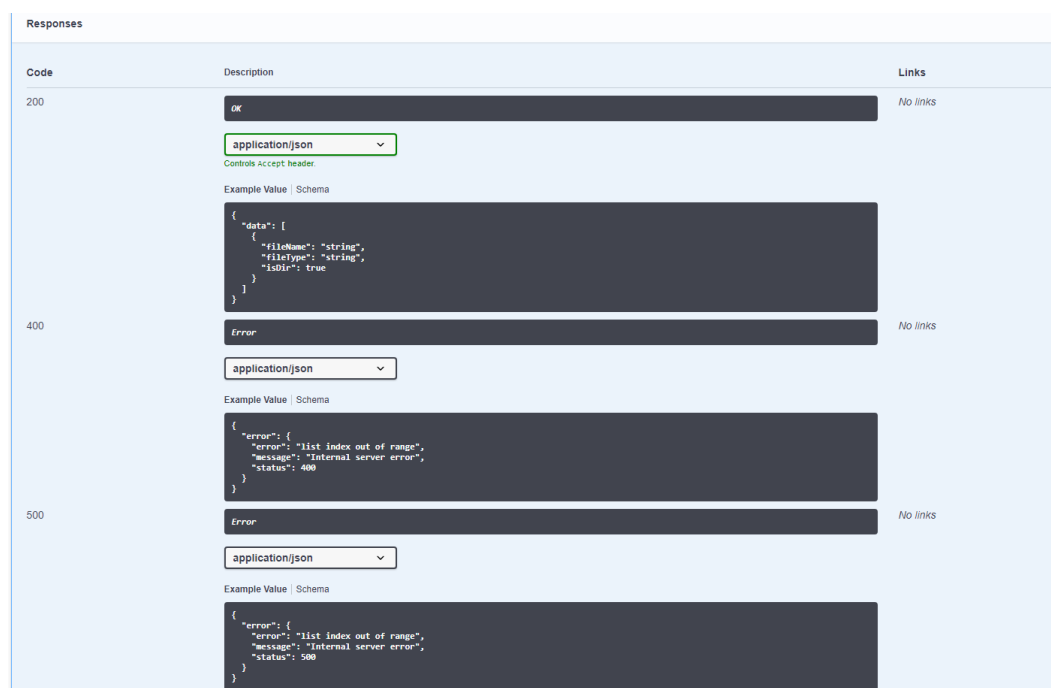 Responses
Code Description Links
200 OK No links
application/json
Controls Accept header.
Example Value Schema
{
  "data": [
    {
      "fileName": "string",
      "fileType": "string",
      "isDir": true
    }
  ]
}
400 Error No links
application/json
Example Value Schema
{
  "error": {
    "error": "list index out of range",
    "message": "Internal server error",
    "status": 400
  }
}
500 Error No links
application/json
Example Value Schema
{
  "error": {
    "error": "list index out of range",
    "message": "Internal server error",
    "status": 500
  }
}